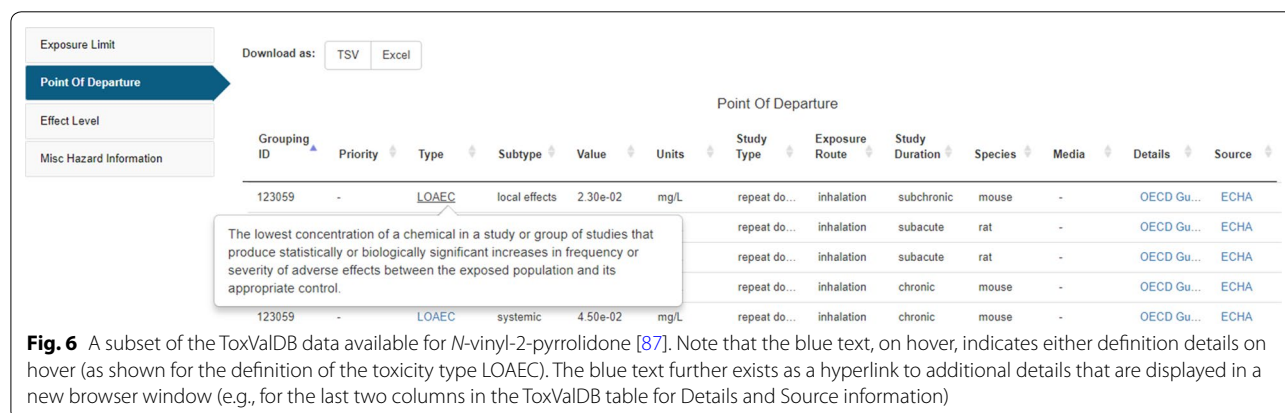 Exposure Limit
Point Of Departure
Effect Level
Misc Hazard Information
Download as: TSV Excel
Point Of Departure
Grouping ID Priority Type Subtype Value Units Study Type Exposure Route Study Duration Species Media Details Source
123059 - LOAEC local effects 2.30e-02 mg/L repeat do... inhalation subchronic mouse - OECD Gu... ECHA
repeat do... inhalation subacute rat - OECD Gu... ECHA
repeat do... inhalation subacute rat - OECD Gu... ECHA
repeat do... inhalation chronic mouse - OECD Gu... ECHA
The lowest concentration of a chemical in a study or group of studies that
produce statistically or biologically significant increases in frequency or
severity of adverse effects between the exposed population and its
appropriate control.
123059 - LOAEC systemic 4.50e-02 mg/L repeat do... inhalation chronic mouse - OECD Gu... ECHA
Fig. 6 A subset of the ToxValDB data available for N-vinyl-2-pyrrolidone [87]. Note that the blue text, on hover, indicates either definition details on
hover (as shown for the definition of the toxicity type LOAEC). The blue text further exists as a hyperlink to additional details that are displayed in a
new browser window (e.g., for the last two columns in the ToxValDB table for Details and Source information)